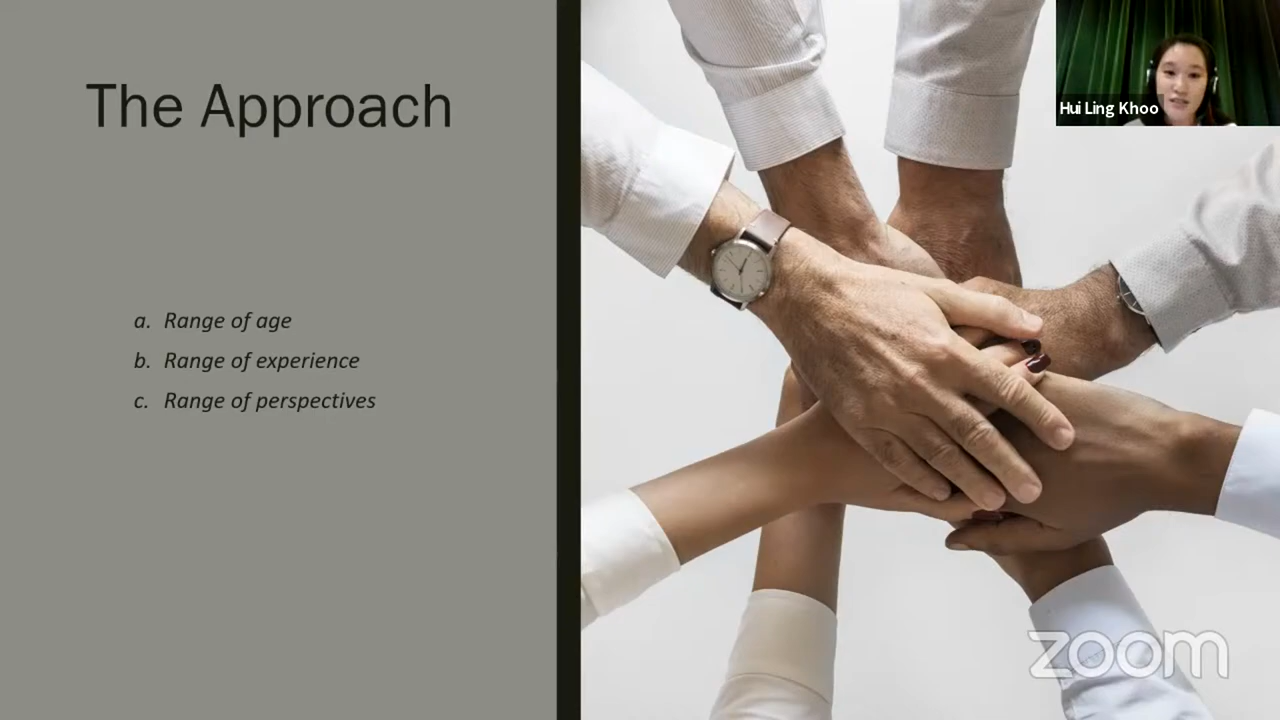 The Approach
a. Range of age
b. Range of experience
c. Range of perspectives
Hui Ling Khoo
zoom